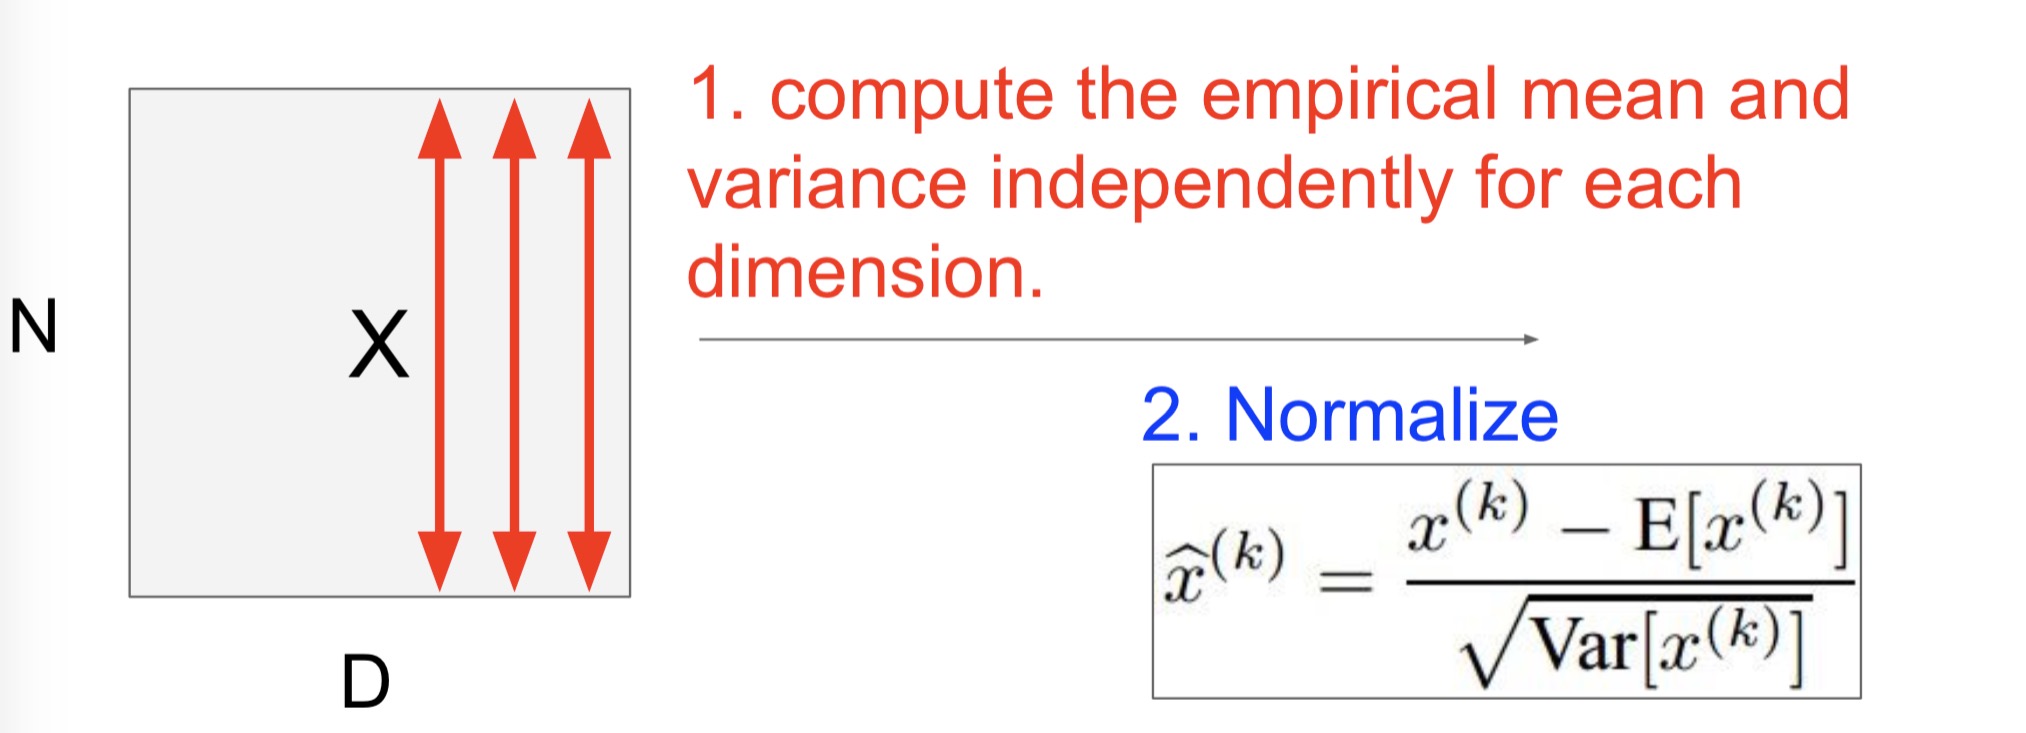 1. compute the empirical mean and
variance independently for each
dimension.
N
X
D
2. Normalize
$\widehat{x}^{(k)} = \frac{x^{(k)} - \mathrm{E}[x^{(k)}]}{\sqrt{\mathrm{Var}[x^{(k)}]}}$